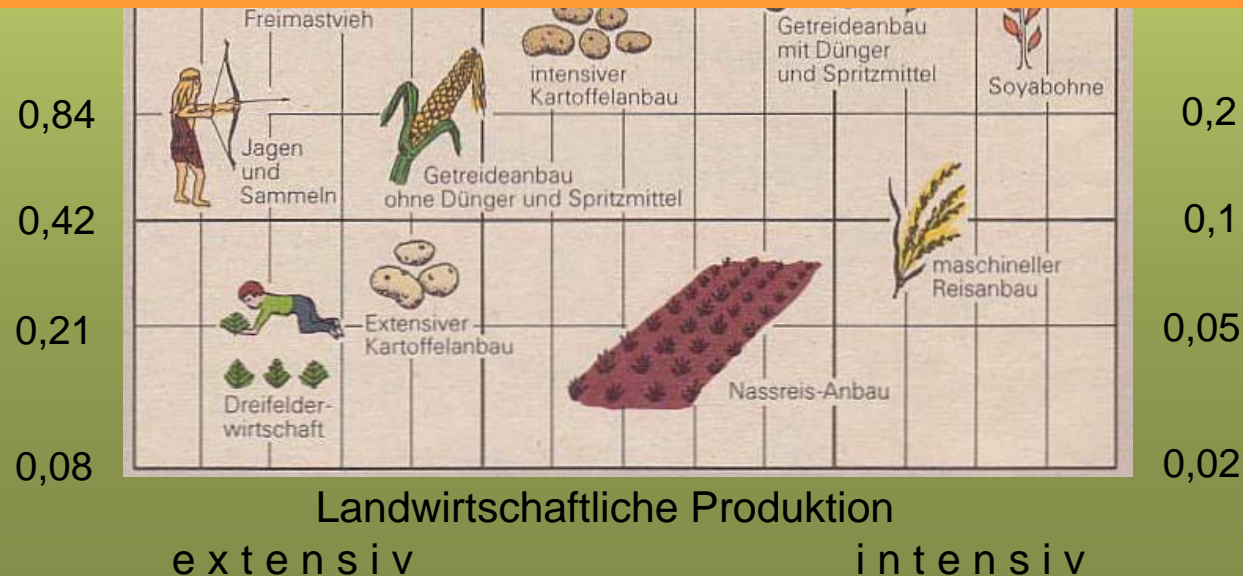 Freimastvieh
Getreideanbau
mit Dünger
und Spritzmittel
intensiver
Kartoffelanbau
Soyabohne
0,84
0,2
Jagen
und
Sammeln
Getreideanbau
ohne Dünger und Spritzmittel
0,42
0,1
maschineller
Reisanbau
0,21
Extensiver
Kartoffelanbau
0,05
Nassreis-Anbau
Dreifelder-
wirtschaft
0,08
0,02
Landwirtschaftliche Produktion
extensiv
intensiv